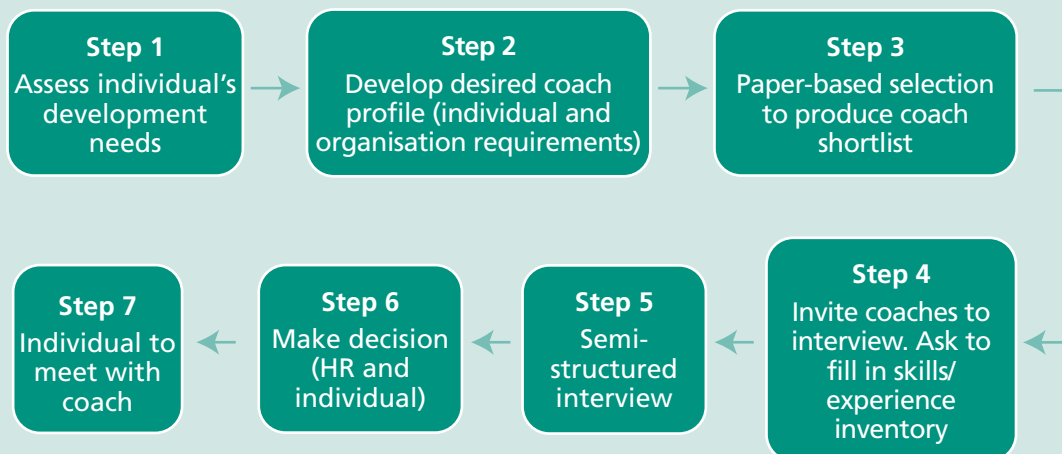 Step 1
Assess individual's
development
needs
Step 2
Develop desired coach
profile (individual and
organisation requirements)
Step 3
Paper-based selection
to produce coach
shortlist
Step 4
Invite coaches to
interview. Ask to
fill in skills/
experience
inventory
Step 5
Semi-
structured
interview
Step 6
Make decision
(HR and
individual)
Step 7
Individual to
meet with
coach